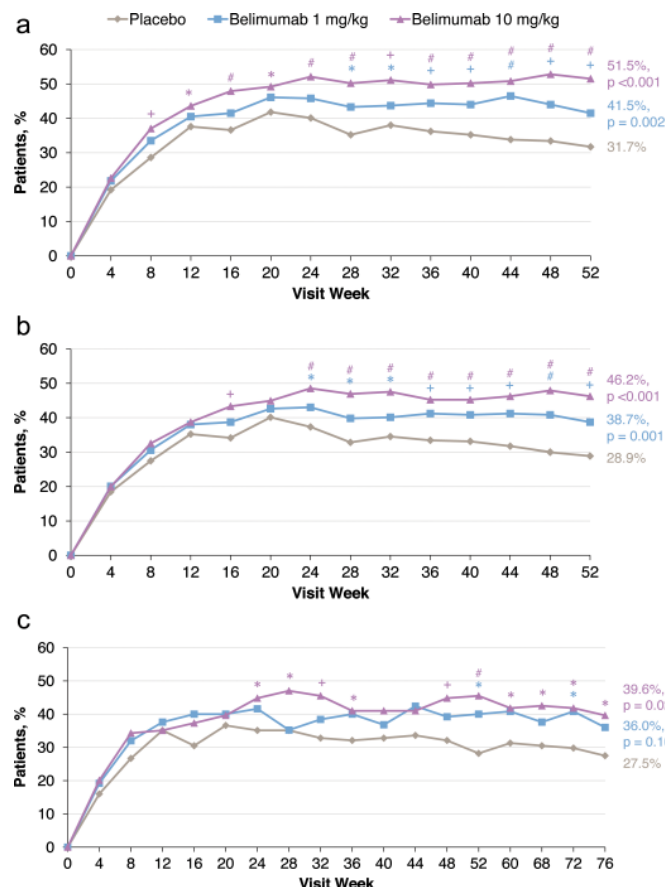 Placebo Belimumab 1 mg/kg Belimumab 10 mg/kg
a
Patients, %
60
50
40
30
20
10
0
+ * # * # # + # # # # #
* * + + # + +
51.5%,
p <0.001
41.5%,
p = 0.002
31.7%
0 4 8 12 16 20 24 28 32 36 40 44 48 52
Visit Week
b
Patients, %
60
50
40
30
20
10
0
+ # # # # # # # #
* * * + + + # +
46.2%,
p <0.001
38.7%,
p = 0.001
28.9%
0 4 8 12 16 20 24 28 32 36 40 44 48 52
Visit Week
c
Patients, %
60
50
40
30
20
10
0
* * + * + # * * * *
* *
39.6%,
p = 0.0
36.0%,
p = 0.1
27.5%
0 4 8 12 16 20 24 28 32 36 40 44 48 52 60 68 72 76
Visit Week